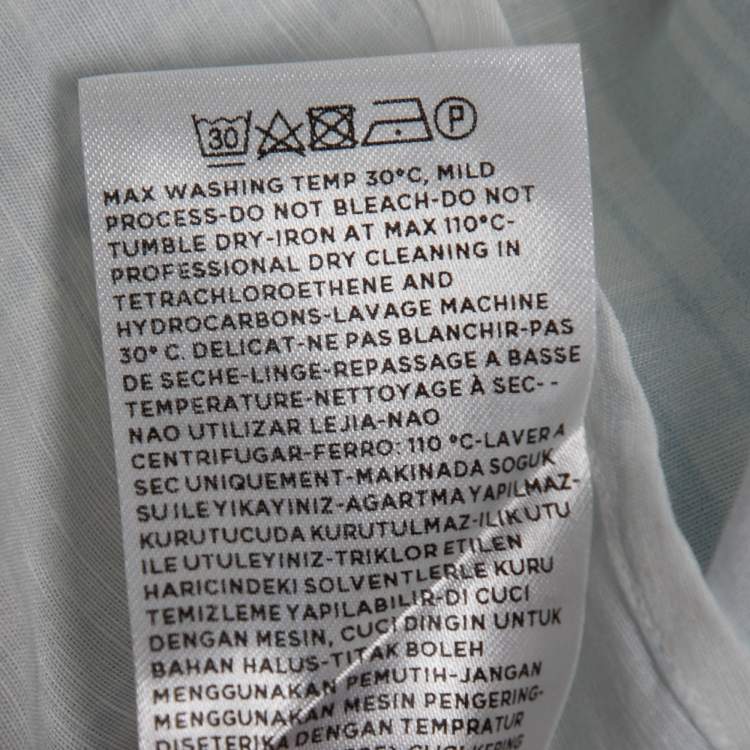 30 P
MAX WASHING TEMP 30°C, MILD
PROCESS-DO NOT BLEACH-DO NOT
TUMBLE DRY-IRON AT MAX 110°C-
PROFESSIONAL DRY CLEANING IN
TETRACHLOROETHENE AND
HYDROCARBONS-LAVAGE MACHINE
30° C. DELICAT-NE PAS BLANCHIR-PAS
DE SECHE-LINGE-REPASSAGE A BASSE
TEMPERATURE-NETTOYAGE À SEC- -
NAO UTILIZAR LEJIA-NAO
CENTRIFUGAR-FERRO: 110 °C-LAVER A
SEC UNIQUEMENT-MAKINADA SOGUK
SU ILE YIKAYINIZ-AGARTMA YAPILMAZ-
KURUTUCUDA KURUTULMAZ-ILIK UTU
ILE UTULEYINIZ-TRIKLOR ETILEN
HARICINDEKI SOLVENTLERLE KURU
TEMIZLEME YAPILABILIR-DI CUCI
DENGAN MESIN, CUCI DINGIN UNTUK
BAHAN HALUS-TITAK BOLEH
MENGGUNAKAN PEMUTIH-JANGAN
MENGGUNAKAN MESIN PENGERING-
DISETERIKA DENGAN TEMPRATUR